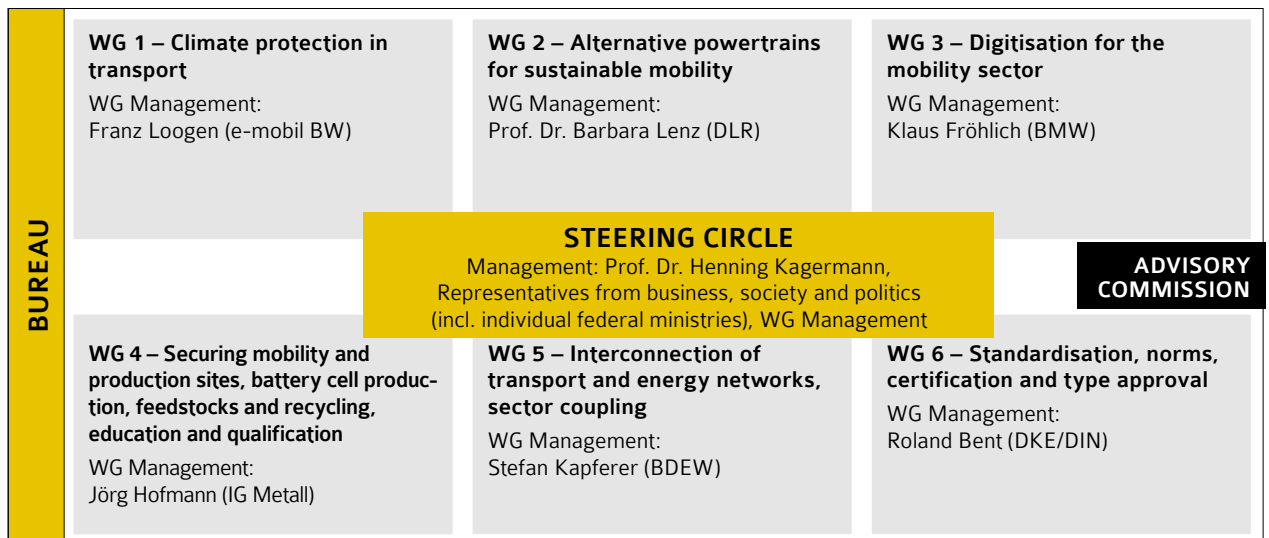 BUREAU
WG 1 – Climate protection in
transport
WG Management:
Franz Loogen (e-mobil BW)
WG 2 – Alternative powertrains
for sustainable mobility
WG Management:
Prof. Dr. Barbara Lenz (DLR)
WG 3 – Digitisation for the
mobility sector
WG Management:
Klaus Fröhlich (BMW)
STEERING CIRCLE
Management: Prof. Dr. Henning Kagermann,
Representatives from business, society and politics
(incl. individual federal ministries), WG Management
ADVISORY
COMMISSION
WG 4 – Securing mobility and
production sites, battery cell produc-
tion, feedstocks and recycling,
education and qualification
WG Management:
Jörg Hofmann (IG Metall)
WG 5 – Interconnection of
transport and energy networks,
sector coupling
WG Management:
Stefan Kapferer (BDEW)
WG 6 – Standardisation, norms,
certification and type approval
WG Management:
Roland Bent (DKE/DIN)